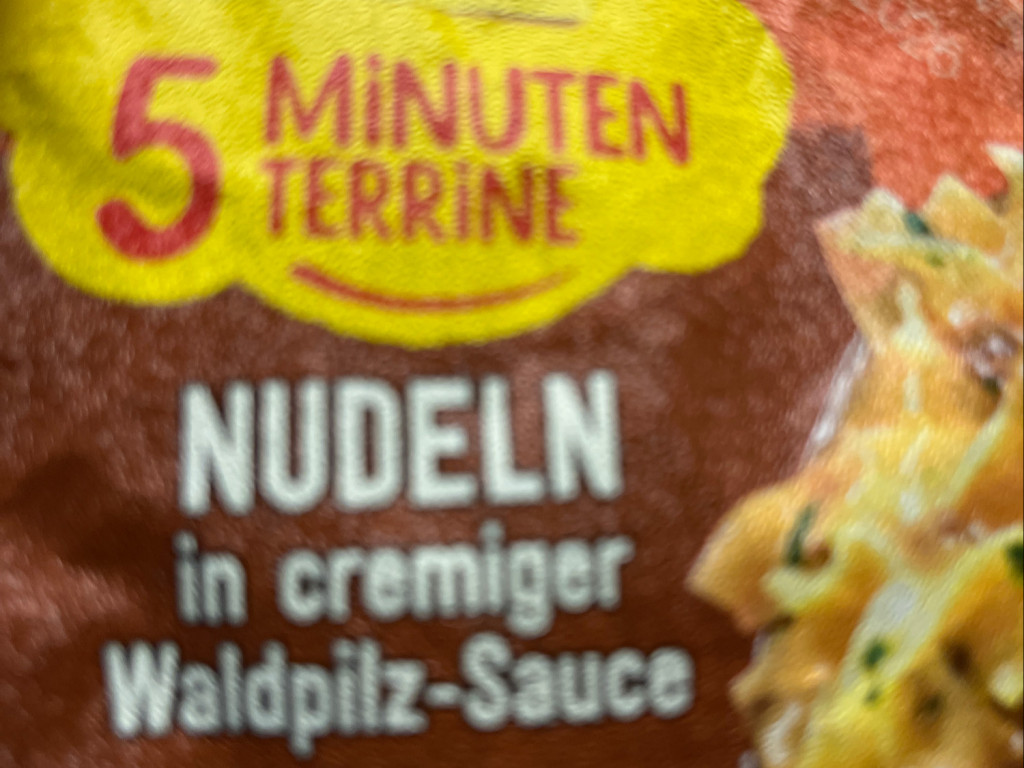 5 MINUTEN
TERRINE
NUDELN
in cremiger
Waldpilz-Sauce